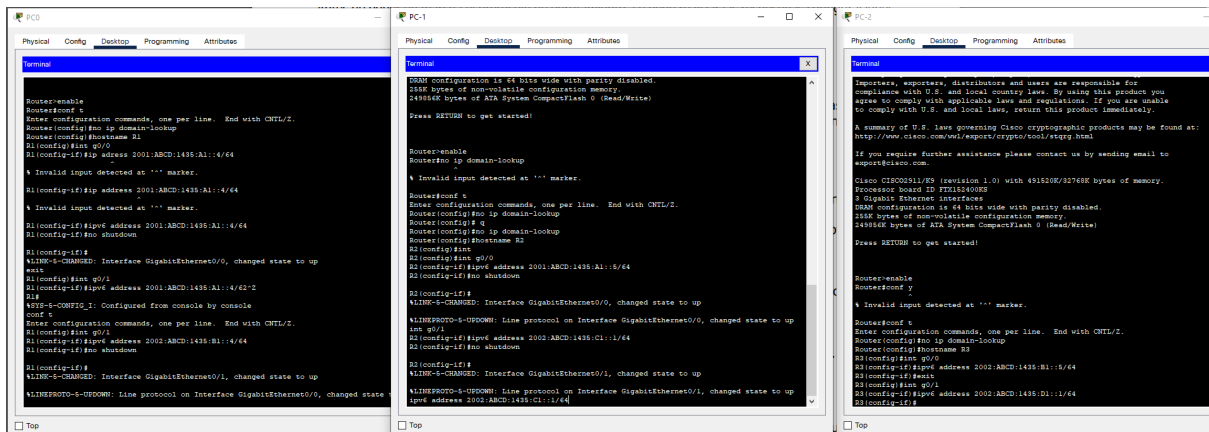 PC0
Physical Config Desktop Programming Attributes
Terminal
Router>enable
Router#conf t
Enter configuration commands, one per line. End with CNTL/Z.
Router(config)#no ip domain-lookup
Router(config)#hostname R1
R1(config)#int g0/0
R1(config-if)#ip adress 2001:ABCD:1435:A1::4/64
^
% Invalid input detected at '^' marker.
R1(config-if)#ip address 2001:ABCD:1435:A1::4/64
^
% Invalid input detected at '^' marker.
R1(config-if)#ipv6 address 2001:ABCD:1435:A1::4/64
R1(config-if)#no shutdown
R1(config-if)#
%LINK-5-CHANGED: Interface GigabitEthernet0/0, changed state to up
exit
R1(config)#int g0/1
R1(config-if)#ipv6 address 2001:ABCD:1435:A1::4/62^Z
R1#
%SYS-5-CONFIG_I: Configured from console by console
conf t
Enter configuration commands, one per line. End with CNTL/Z.
R1(config)#int g0/1
R1(config-if)#ipv6 address 2002:ABCD:1435:B1::4/64
R1(config-if)#no shutdown
R1(config-if)#
%LINK-5-CHANGED: Interface GigabitEthernet0/1, changed state to up
%LINEPROTO-5-UPDOWN: Line protocol on Interface GigabitEthernet0/0, changed state
Top
PC-1
Physical Config Desktop Programming Attributes
Terminal
X
DRAM configuration is 64 bits wide with parity disabled.
255K bytes of non-volatile configuration memory.
249856K bytes of ATA System CompactFlash 0 (Read/Write)
Press RETURN to get started!
Router>enable
Router#no ip domain-lookup
^
% Invalid input detected at '^' marker.
Router#conf t
Enter configuration commands, one per line. End with CNTL/Z.
Router(config)#no ip domain-lookup
Router(config)# q
Router(config)#no ip domain-lookup
Router(config)#hostname R2
R2(config)#int
R2(config)#int g0/0
R2(config-if)#ipv6 address 2001:ABCD:1435:A1::5/64
R2(config-if)#no shutdown
R2(config-if)#
%LINK-5-CHANGED: Interface GigabitEthernet0/0, changed state to up
%LINEPROTO-5-UPDOWN: Line protocol on Interface GigabitEthernet0/0, changed state to up
int g0/1
R2(config-if)#ipv6 address 2002:ABCD:1435:C1::1/64
R2(config-if)#no shutdown
R2(config-if)#
%LINK-5-CHANGED: Interface GigabitEthernet0/1, changed state to up
%LINEPROTO-5-UPDOWN: Line protocol on Interface GigabitEthernet0/1, changed state to up
ipv6 address 2002:ABCD:1435:C1::1/64
Top
PC-2
Physical Config Desktop Programming Attributes
Terminal
Importers, exporters, distributors and users are responsible for
compliance with U.S. and local country laws. By using this product you
agree to comply with applicable laws and regulations. If you are unable
to comply with U.S. and local laws, return this product immediately.
A summary of U.S. laws governing Cisco cryptographic products may be found at:
http://www.cisco.com/wwl/export/crypto/tool/stqrg.html
If you require further assistance please contact us by sending email to
export@cisco.com.
Cisco CISCO2911/K9 (revision 1.0) with 491520K/32768K bytes of memory.
Processor board ID FTX152400KS
3 Gigabit Ethernet interfaces
DRAM configuration is 64 bits wide with parity disabled.
255K bytes of non-volatile configuration memory.
249856K bytes of ATA System CompactFlash 0 (Read/Write)
Press RETURN to get started!
Router>enable
Router#conf y
^
% Invalid input detected at '^' marker.
Router#conf t
Enter configuration commands, one per line. End with CNTL/Z.
Router(config)#no ip domain-lookup
Router(config)#hostname R3
R3(config)#int g0/0
R3(config-if)#ipv6 address 2002:ABCD:1435:B1::5/64
R3(config-if)#exit
R3(config)#int g0/1
R3(config-if)#ipv6 address 2002:ABCD:1435:D1::1/64
R3(config-if)#
Top